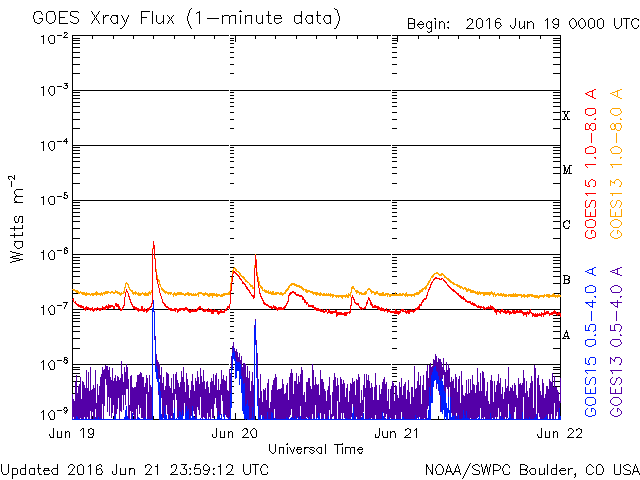 GOES Xray Flux (1-minute data)
Begin: 2016 Jun 19 0000 UTC
10-2
10-3
10-4
10-5
10-6
10-7
10-8
10-9
Watts m-2
X
M
C
B
A
GOES15 1.0-8.0 A
GOES13 1.0-8.0 A
GOES15 0.5-4.0 A
GOES13 0.5-4.0 A
Jun 19
Jun 20
Jun 21
Jun 22
Universal Time
Updated 2016 Jun 21 23:59:12 UTC
NOAA/SWPC Boulder, CO USA